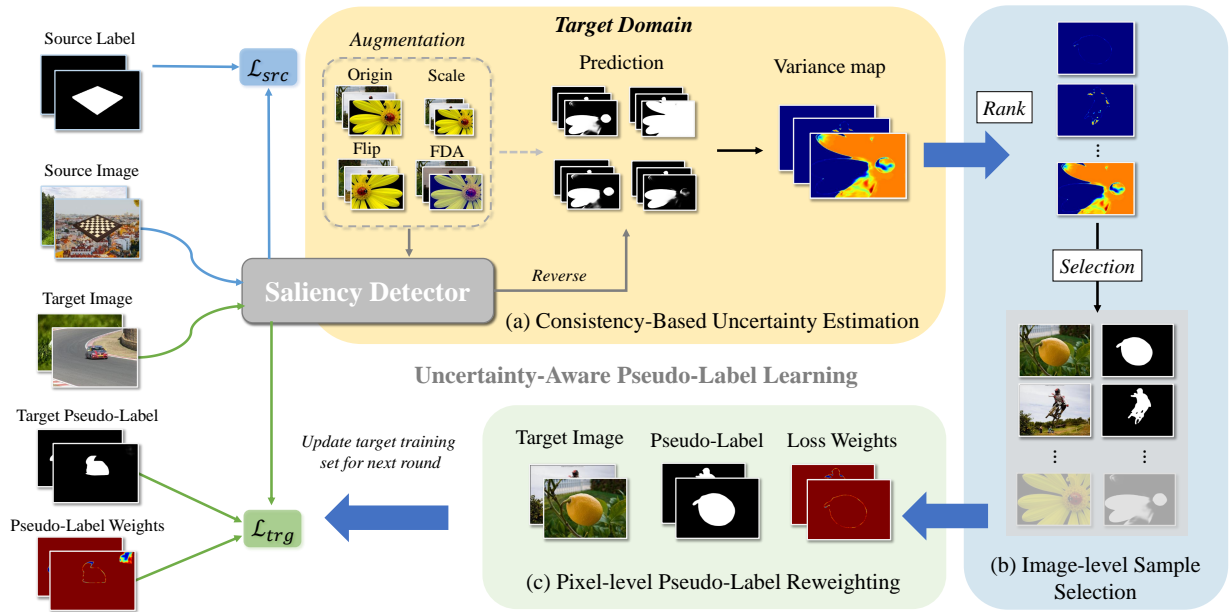 Source Label
ℒsrc
Source Image
Target Image
Target Pseudo-Label
Pseudo-Label Weights
ℒtrg
Saliency Detector
Target Domain
Augmentation
Origin
Scale
Flip
FDA
Prediction
Variance map
Reverse
(a) Consistency-Based Uncertainty Estimation
Rank
Selection
(b) Image-level Sample
Selection
Uncertainty-Aware Pseudo-Label Learning
Update target training
set for next round
Target Image
Pseudo-Label
Loss Weights
(c) Pixel-level Pseudo-Label Reweighting